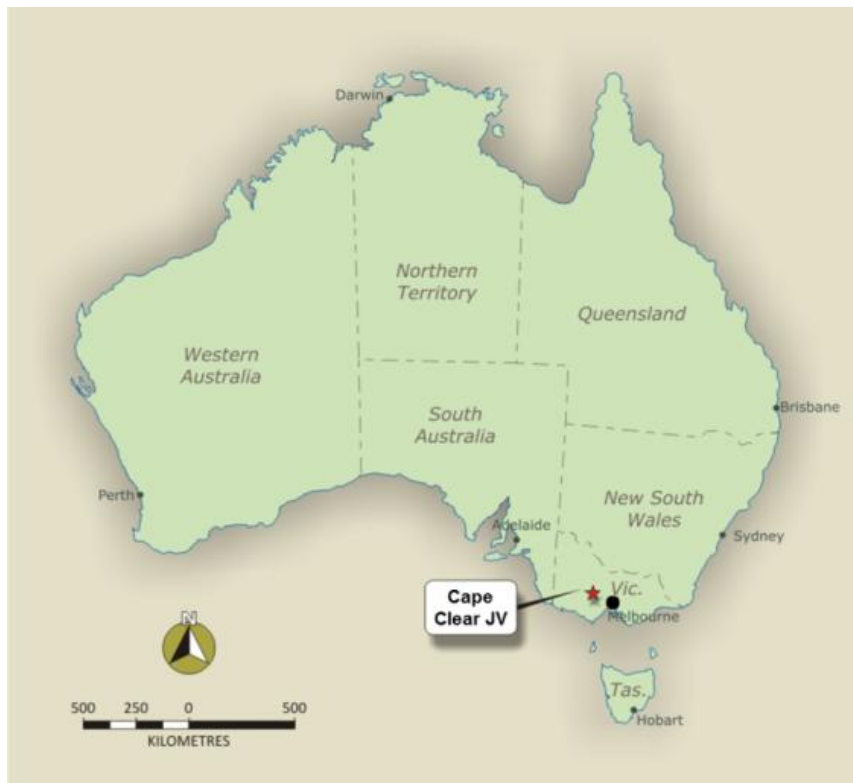 Darwin
Northern
Territory
Queensland
Western
Australia
South
Australia
Brisbane
Perth
New South
Wales
Adelaide
Sydney
Cape
Clear JV
Vic.
Melbourne
N
Tas.
Hobart
500 250 0 500
KILOMETRES